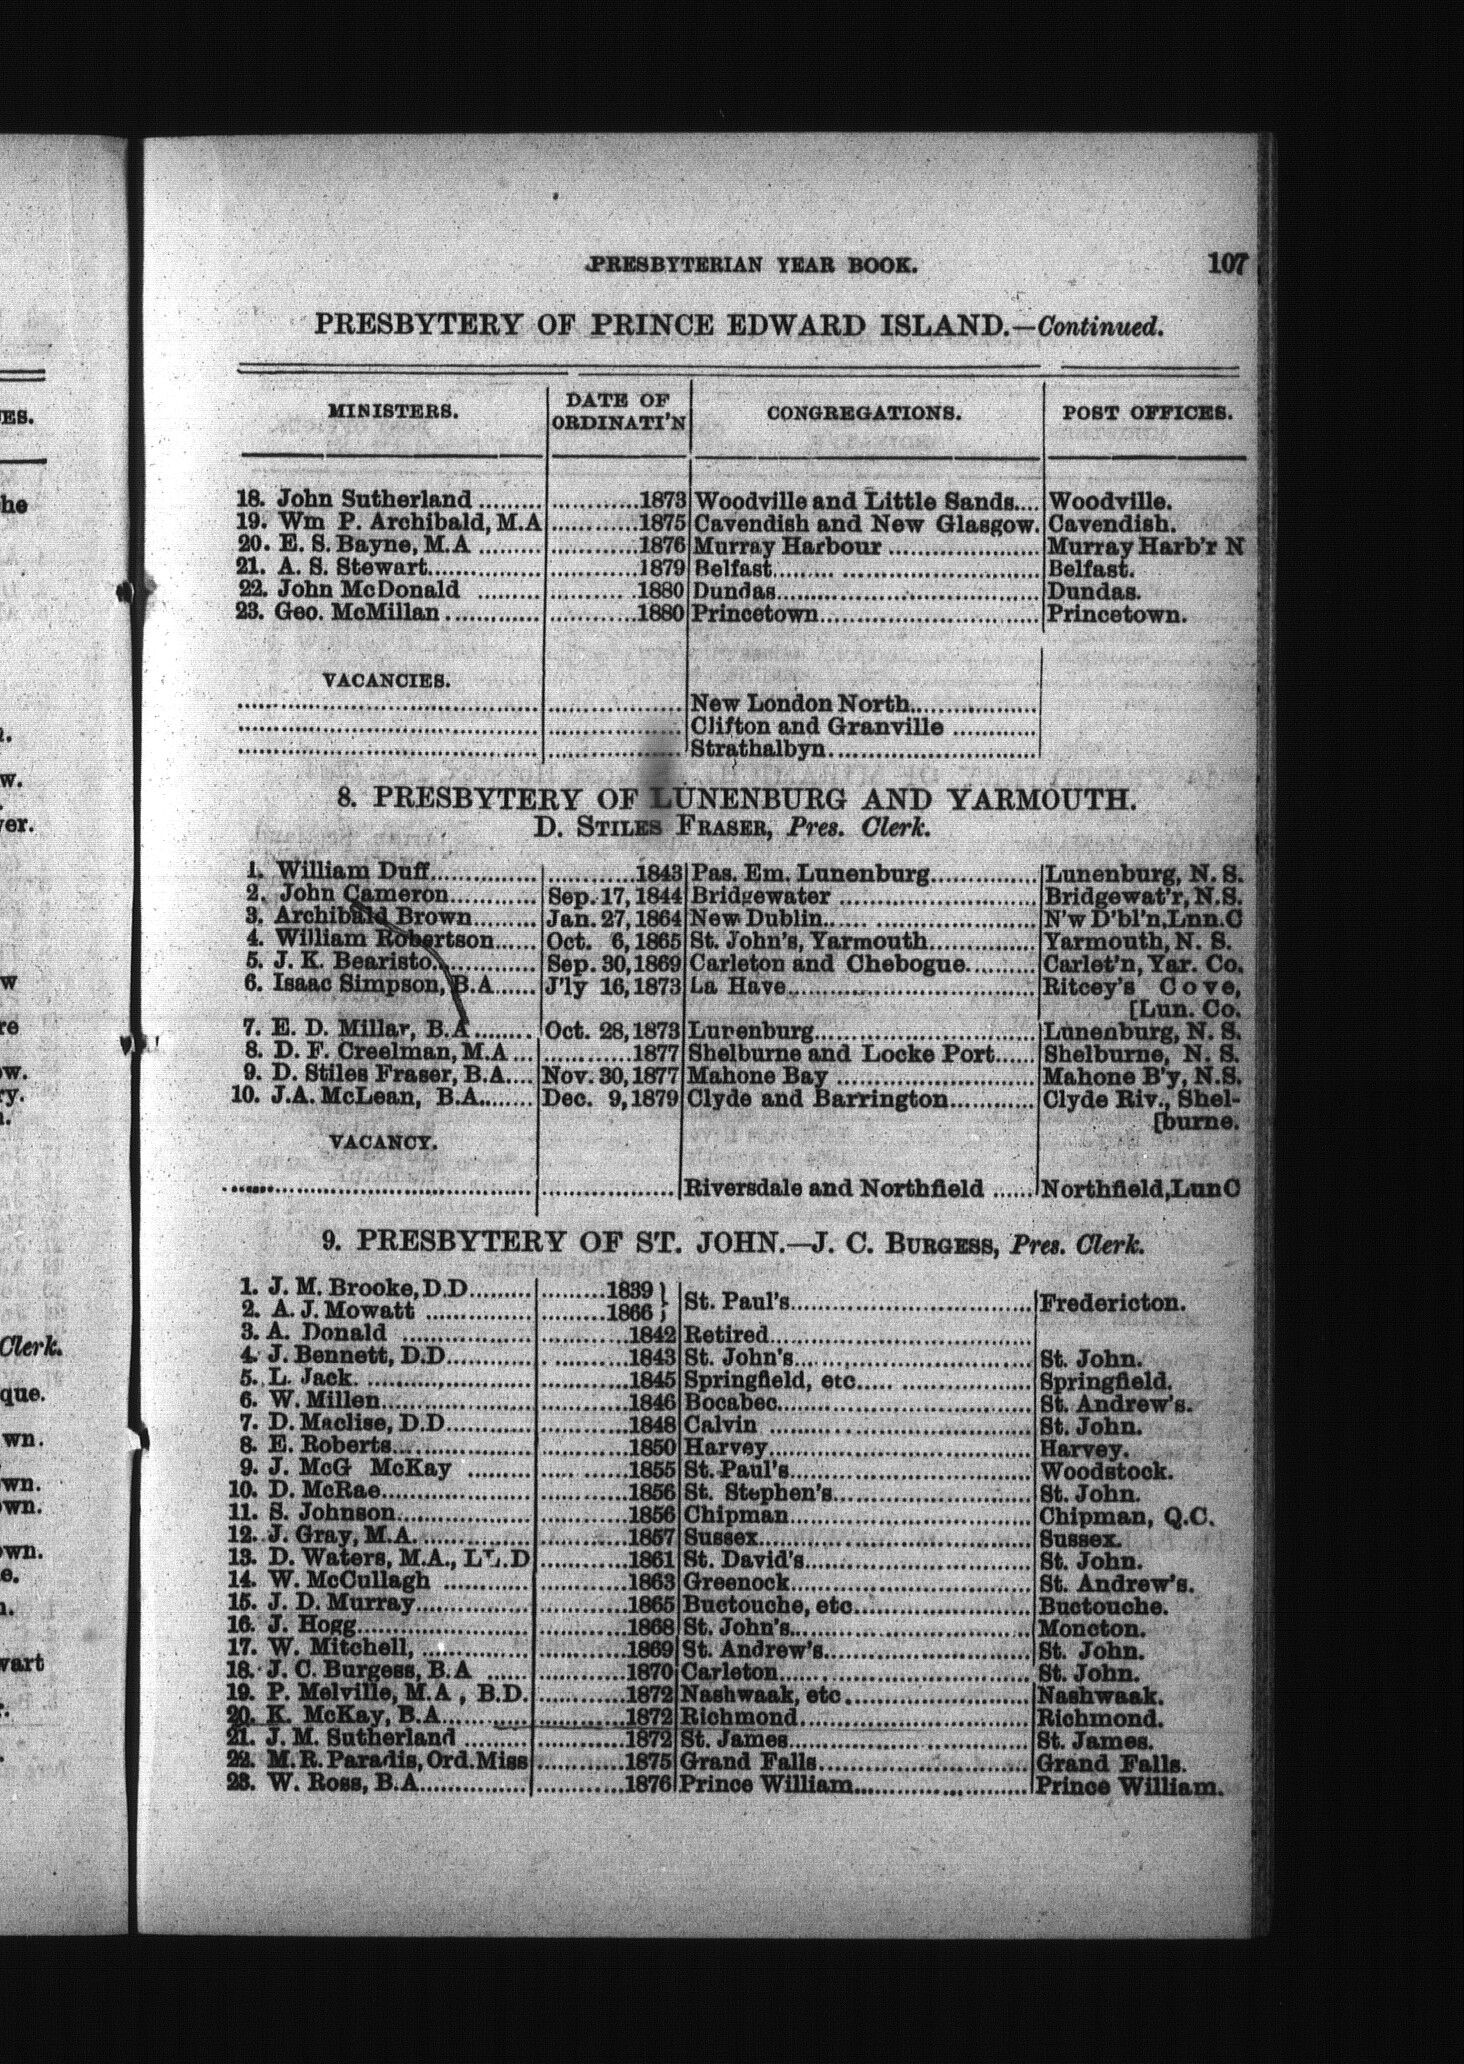 PRESBYTERIAN YEAR BOOK. 107
PRESBYTERY OF PRINCE EDWARD ISLAND.—Continued.
MINISTERS. DATE OF ORDINATI'N CONGREGATIONS. POST OFFICES.
18. John Sutherland ......... ............1873 Woodville and Little Sands.... Woodville.
19. Wm P. Archibald, M.A ............1875 Cavendish and New Glasgow. Cavendish.
20. E. S. Bayne, M.A ......... ............1876 Murray Harbour ..................... Murray Harb'r N
21. A. S. Stewart................ ............1879 Belfast........ ........................... Belfast.
22. John McDonald ......... ............1880 Dundas..................................... Dundas.
23. Geo. McMillan ............. ............1880 Princetown............................... Princetown.
VACANCIES.
........................................ .................. New London North.................
........................................ .................. Clifton and Granville ............
........................................ .................. Strathalbyn.............................
8. PRESBYTERY OF LUNENBURG AND YARMOUTH.
D. STILES FRASER, Pres. Clerk.
1. William Duff............... ............1843 Pas. Em. Lunenburg............... Lunenburg, N. S.
2. John Cameron............ Sep. 17, 1844 Bridgewater ........................... Bridgewat'r, N.S.
3. Archibald Brown......... Jan. 27, 1864 New Dublin............................ N'w D'bl'n, Lnn.C
4. William Robertson...... Oct. 6, 1865 St. John's, Yarmouth............... Yarmouth, N. S.
5. J. K. Bearisto............... Sep. 30, 1869 Carleton and Chebogue.......... Carlet'n, Yar. Co.
6. Isaac Simpson, B.A...... J'ly 16, 1873 La Have................................... Ritcey's Cove,
[Lun. Co.
7. E. D. Millar, B.A......... Oct. 28, 1873 Lunenburg............................... Lunenburg, N. S.
8. D. F. Creelman, M.A ... ............1877 Shelburne and Locke Port...... Shelburne, N. S.
9. D. Stiles Fraser, B.A.... Nov. 30, 1877 Mahone Bay ........................... Mahone B'y, N.S.
10. J.A. McLean, B.A........ Dec. 9, 1879 Clyde and Barrington............ Clyde Riv., Shel-
[burne.
VACANCY.
........................................ .................. Riversdale and Northfield ...... Northfield, LunC
9. PRESBYTERY OF ST. JOHN.—J. C. BURGESS, Pres. Clerk.
1. J. M. Brooke, D.D......... .........1839 } St. Paul's............................... Fredericton.
2. A. J. Mowatt ............... .........1866 }
3. A. Donald .................. ............1842 Retired...................................
4. J. Bennett, D.D............ ............1843 St. John's................................ St. John.
5. L. Jack. ..................... ............1845 Springfield, etc..... .................. Springfield.
6. W. Millen..................... ............1846 Bocabec.................................. St. Andrew's.
7. D. Maclise, D.D............ ............1848 Calvin .................................... St. John.
8. E. Roberts................... ............1850 Harvey.................................... Harvey.
9. J. McG McKay ......... ............1855 St. Paul's................................ Woodstock.
10. D. McRae.................... ............1856 St. Stephen's........................... St. John.
11. S. Johnson.................. ............1856 Chipman................................. Chipman, Q.C.
12. J. Gray, M.A. ............... ............1857 Sussex.................................... Sussex.
13. D. Waters, M.A., LL.D ............1861 St. David's.............................. St. John.
14. W. McCullagh ............ ............1863 Greenock................................ St. Andrew's.
15. J. D. Murray............... ............1865 Buctouche, etc........................ Buctouche.
16. J. Hogg....................... ............1868 St. John's................................ Moncton.
17. W. Mitchell, ............... ............1869 St. Andrew's........................... St. John.
18. J. C. Burgess, B.A ...... ............1870 Carleton.................................. St. John.
19. P. Melville, M.A , B.D. ............1872 Nashwaak, etc........................ Nashwaak.
20. K. McKay, B.A............ ............1872 Richmond............................... Richmond.
21. J. M. Sutherland ......... ............1872 St. James................................ St. James.
22. M. R. Paradis, Ord.Miss ............1875 Grand Falls............................ Grand Falls.
23. W. Ross, B.A............... ............1876 Prince William........................ Prince William.